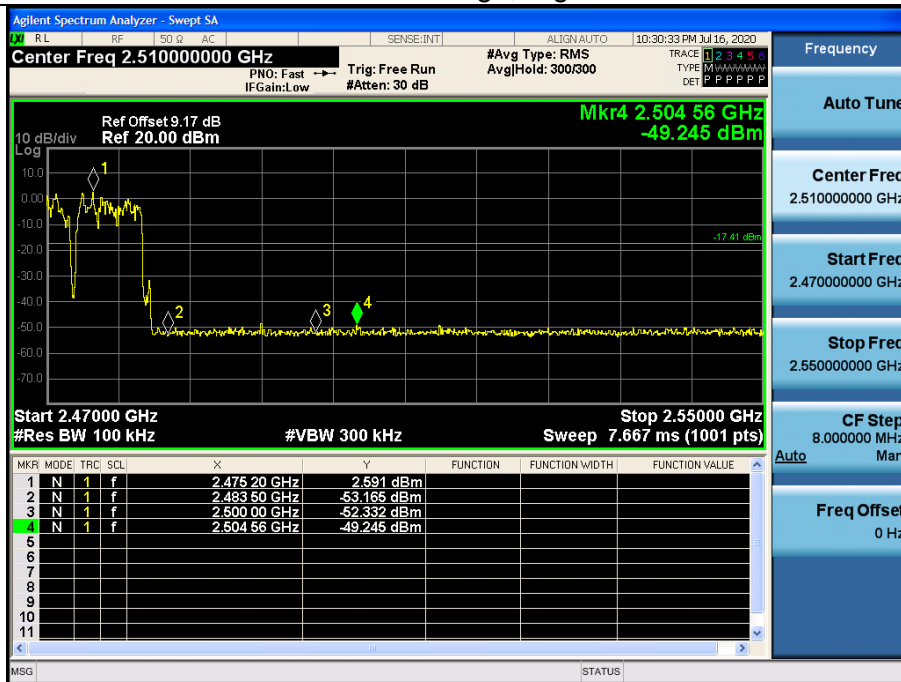 Agilent Spectrum Analyzer - Swept SA
LXI RL RF 50 Ω AC SENSE:INT ALIGN AUTO 10:30:33 PM Jul 16, 2020
Center Freq 2.510000000 GHz #Avg Type: RMS TRACE 1 2 3 4 5 6
PNO: Fast Trig: Free Run Avg|Hold: 300/300 TYPE M WWWWW
IFGain:Low #Atten: 30 dB DET P P P P P P
Mkr4 2.504 56 GHz
-49.245 dBm
Ref Offset 9.17 dB
10 dB/div Ref 20.00 dBm
Log
10.0
0.00
-10.0
-20.0
-30.0
-40.0
-50.0
-60.0
-70.0
1
2
3
4
-17.41 dBm
Start 2.47000 GHz Stop 2.55000 GHz
#Res BW 100 kHz #VBW 300 kHz Sweep 7.667 ms (1001 pts)
MKR MODE TRC SCL X Y FUNCTION FUNCTION WIDTH FUNCTION VALUE
1 N 1 f 2.475 20 GHz 2.591 dBm
2 N 1 f 2.483 50 GHz -53.165 dBm
3 N 1 f 2.500 00 GHz -52.332 dBm
4 N 1 f 2.504 56 GHz -49.245 dBm
5
6
7
8
9
10
11
MSG STATUS
Frequency
Auto Tune
Center Freq
2.510000000 GHz
Start Freq
2.470000000 GHz
Stop Freq
2.550000000 GHz
CF Step
8.000000 MHz
Auto Man
Freq Offset
0 Hz